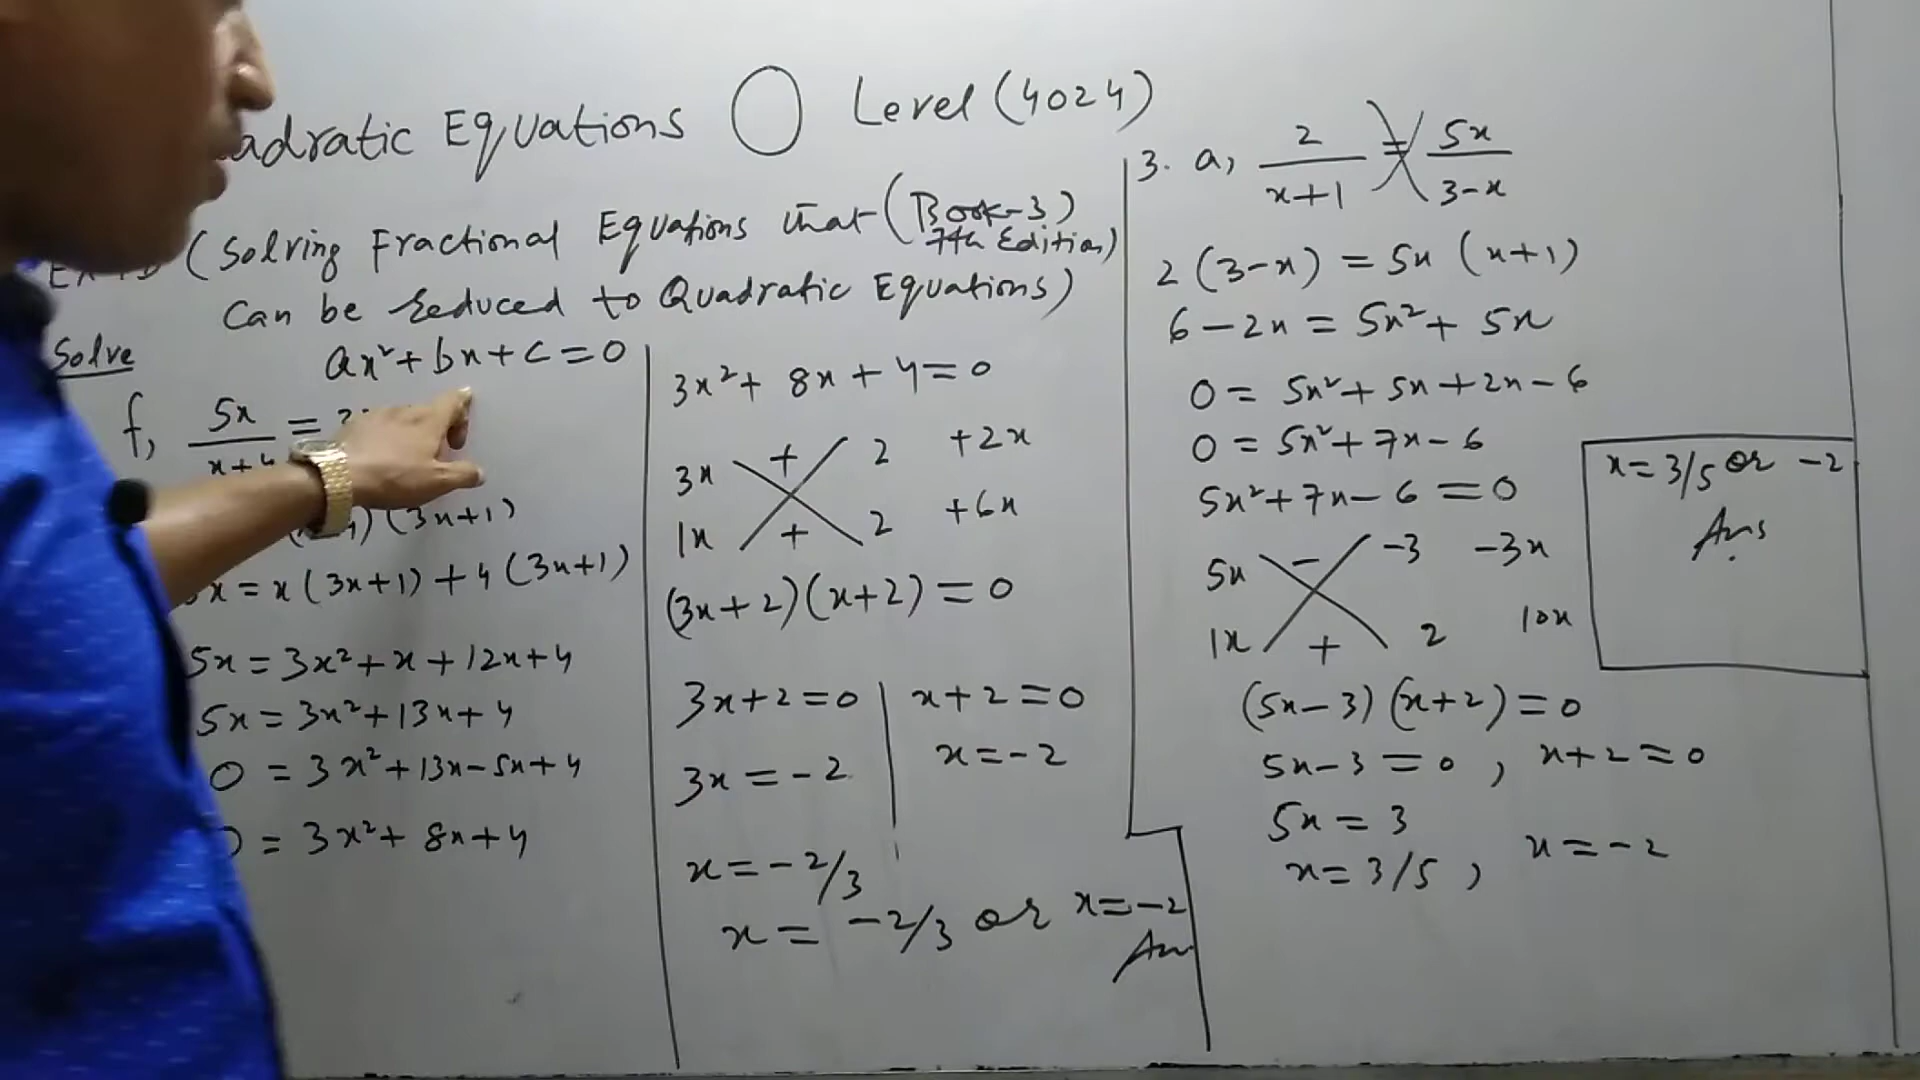 adratic Equations O Level (4024)
(Solving Fractional Equations that (Book-3)
7th Edition)
Can be Reduced to Quadratic Equations)
Solve
ax²+bx+c=0
f, 5x/x+4 =
(3x+1)
x = x(3x+1)+4(3x+1)
5x = 3x²+x+12x+4
5x = 3x²+13x+4
0 = 3x²+13x-5x+4
0 = 3x²+8x+4
3x²+8x+4=0
3x + 2 +2x
1x + 2 +6x
(3x+2)(x+2)=0
3x+2=0 | x+2=0
3x=-2 x=-2
x=-2/3
x=-2/3 or x=-2
Ans
3. a, 2/x+1 = 5x/3-x
2(3-x)=5x(x+1)
6-2x=5x²+5x
0=5x²+5x+2x-6
0=5x²+7x-6
5x²+7x-6=0
5x - -3 -3x
1x + 2 10x
(5x-3)(x+2)=0
5x-3=0, x+2=0
5x=3
x=3/5, x=-2
x=3/5 or -2
Ans